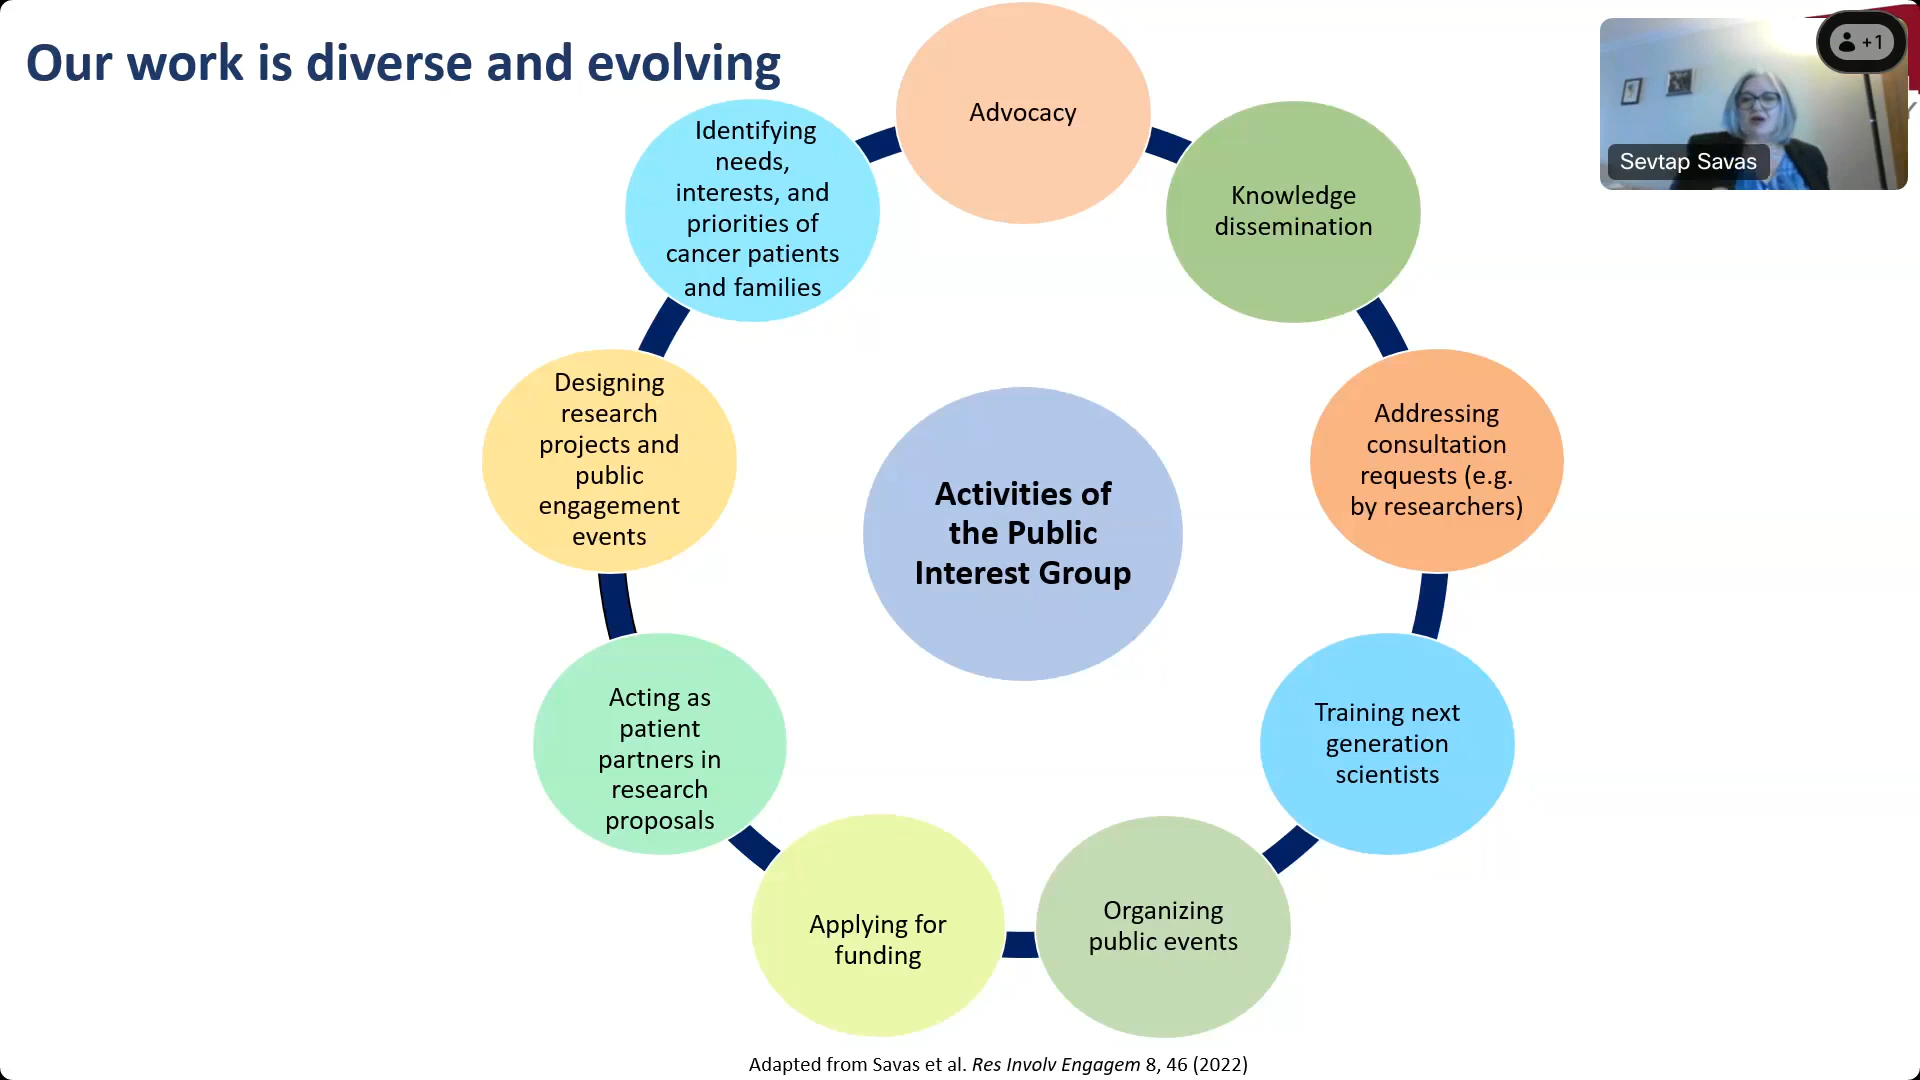 Our work is diverse and evolving
Advocacy
Knowledge
dissemination
Addressing
consultation
requests (e.g.
by researchers)
Training next
generation
scientists
Organizing
public events
Applying for
funding
Acting as
patient
partners in
research
proposals
Designing
research
projects and
public
engagement
events
Identifying
needs,
interests, and
priorities of
cancer patients
and families
Activities of
the Public
Interest Group
Adapted from Savas et al. Res Involv Engagem 8, 46 (2022)
+1
Sevtap Savas